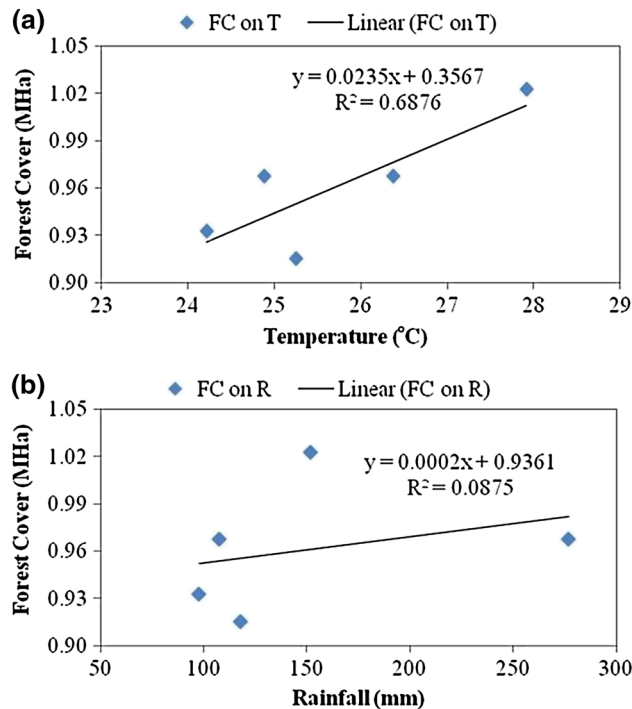 (a)
FC on T
Linear (FC on T)
1.05
1.02
0.99
0.96
0.93
0.90
Forest Cover (MHa)
y = 0.0235x + 0.3567
R² = 0.6876
23 24 25 26 27 28 29
Temperature (°C)
(b)
FC on R
Linear (FC on R)
1.05
1.02
0.99
0.96
0.93
0.90
Forest Cover (MHa)
y = 0.0002x + 0.9361
R² = 0.0875
50 100 150 200 250 300
Rainfall (mm)